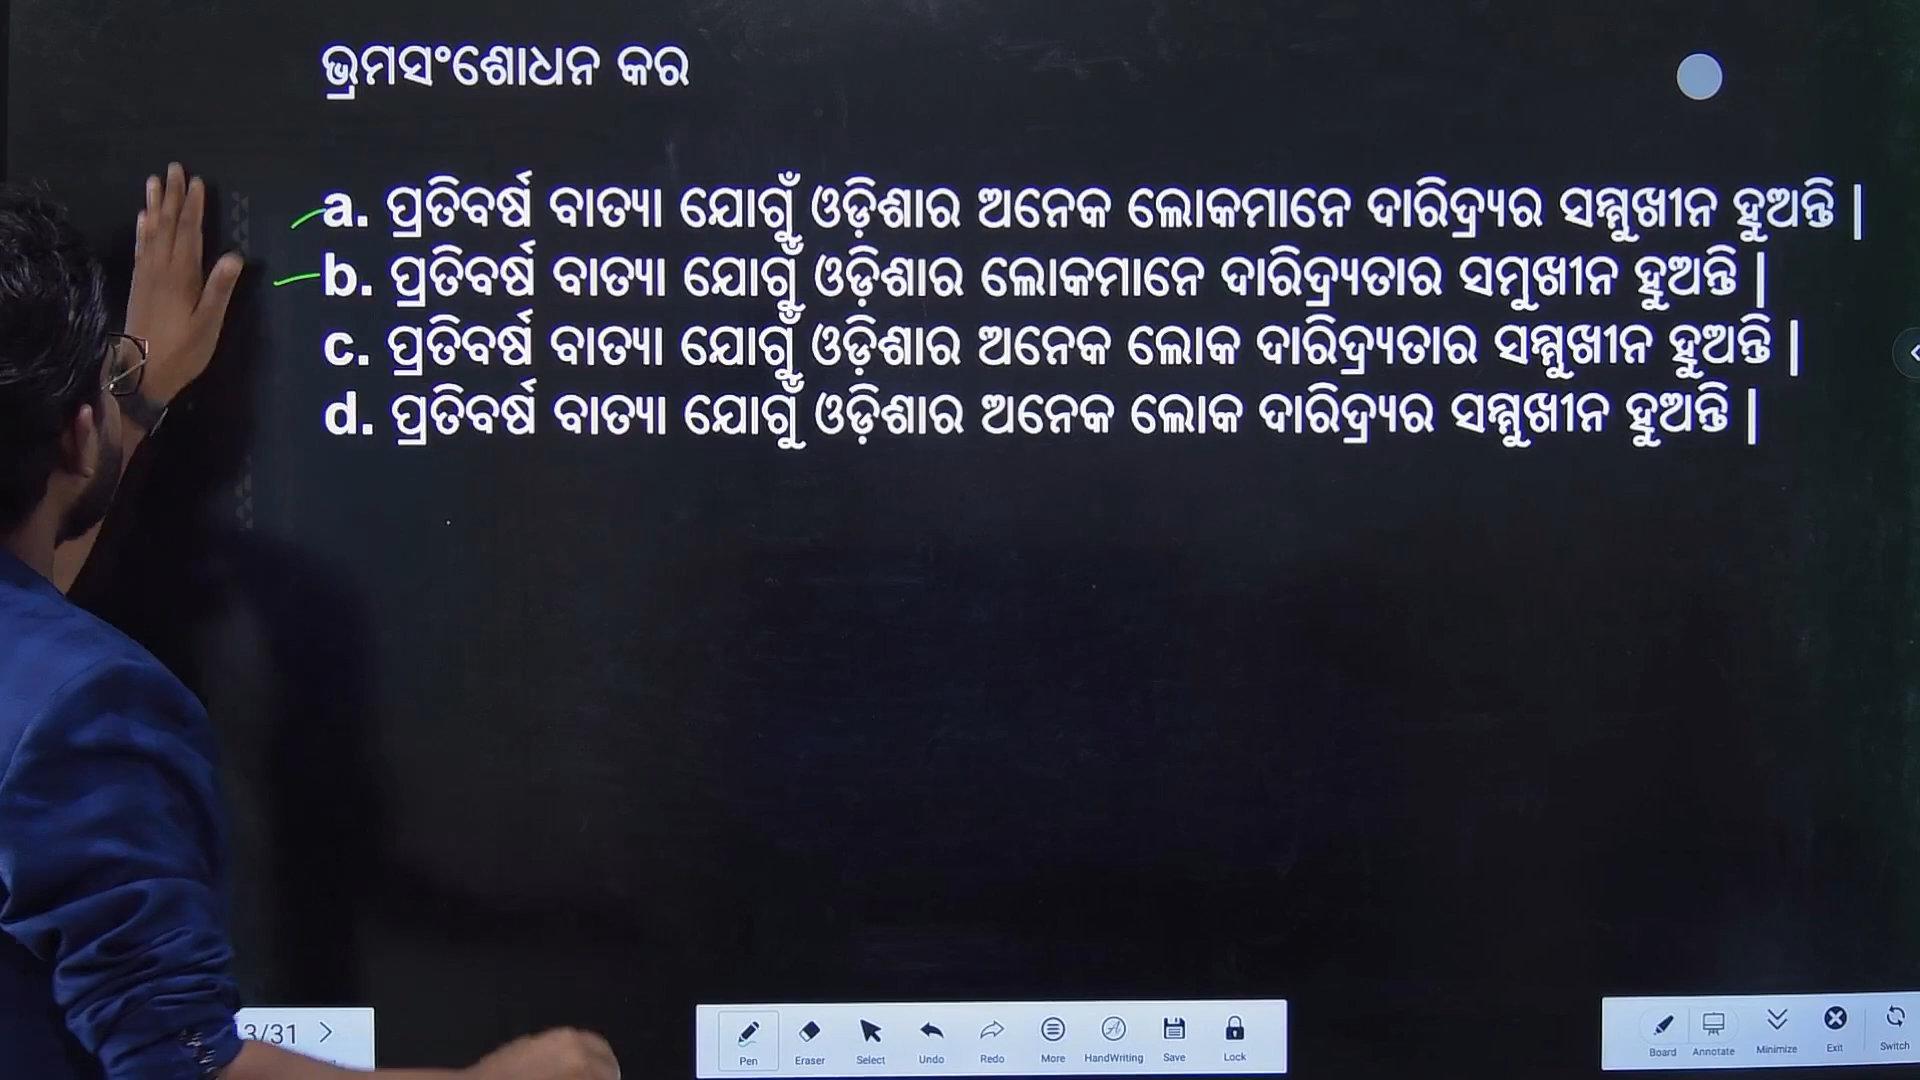 ଭ୍ରମସଂଶୋଧନ କର
a. ପ୍ରତିବର୍ଷ ବାତ୍ୟା ଯୋଗୁଁ ଓଡ଼ିଶାର ଅନେକ ଲୋକମାନେ ଦାରିଦ୍ର୍ୟର ସମ୍ମୁଖୀନ ହୁଅନ୍ତି |
b. ପ୍ରତିବର୍ଷ ବାତ୍ୟା ଯୋଗୁଁ ଓଡ଼ିଶାର ଲୋକମାନେ ଦାରିଦ୍ର୍ୟତାର ସମୁଖୀନ ହୁଅନ୍ତି |
c. ପ୍ରତିବର୍ଷ ବାତ୍ୟା ଯୋଗୁଁ ଓଡ଼ିଶାର ଅନେକ ଲୋକ ଦାରିଦ୍ର୍ୟତାର ସମ୍ମୁଖୀନ ହୁଅନ୍ତି |
d. ପ୍ରତିବର୍ଷ ବାତ୍ୟା ଯୋଗୁଁ ଓଡ଼ିଶାର ଅନେକ ଲୋକ ଦାରିଦ୍ର୍ୟର ସମ୍ମୁଖୀନ ହୁଅନ୍ତି |
3/31 >
Pen Eraser Select Undo Redo More HandWriting Save Lock
Board Annotate Minimize Exit Switch